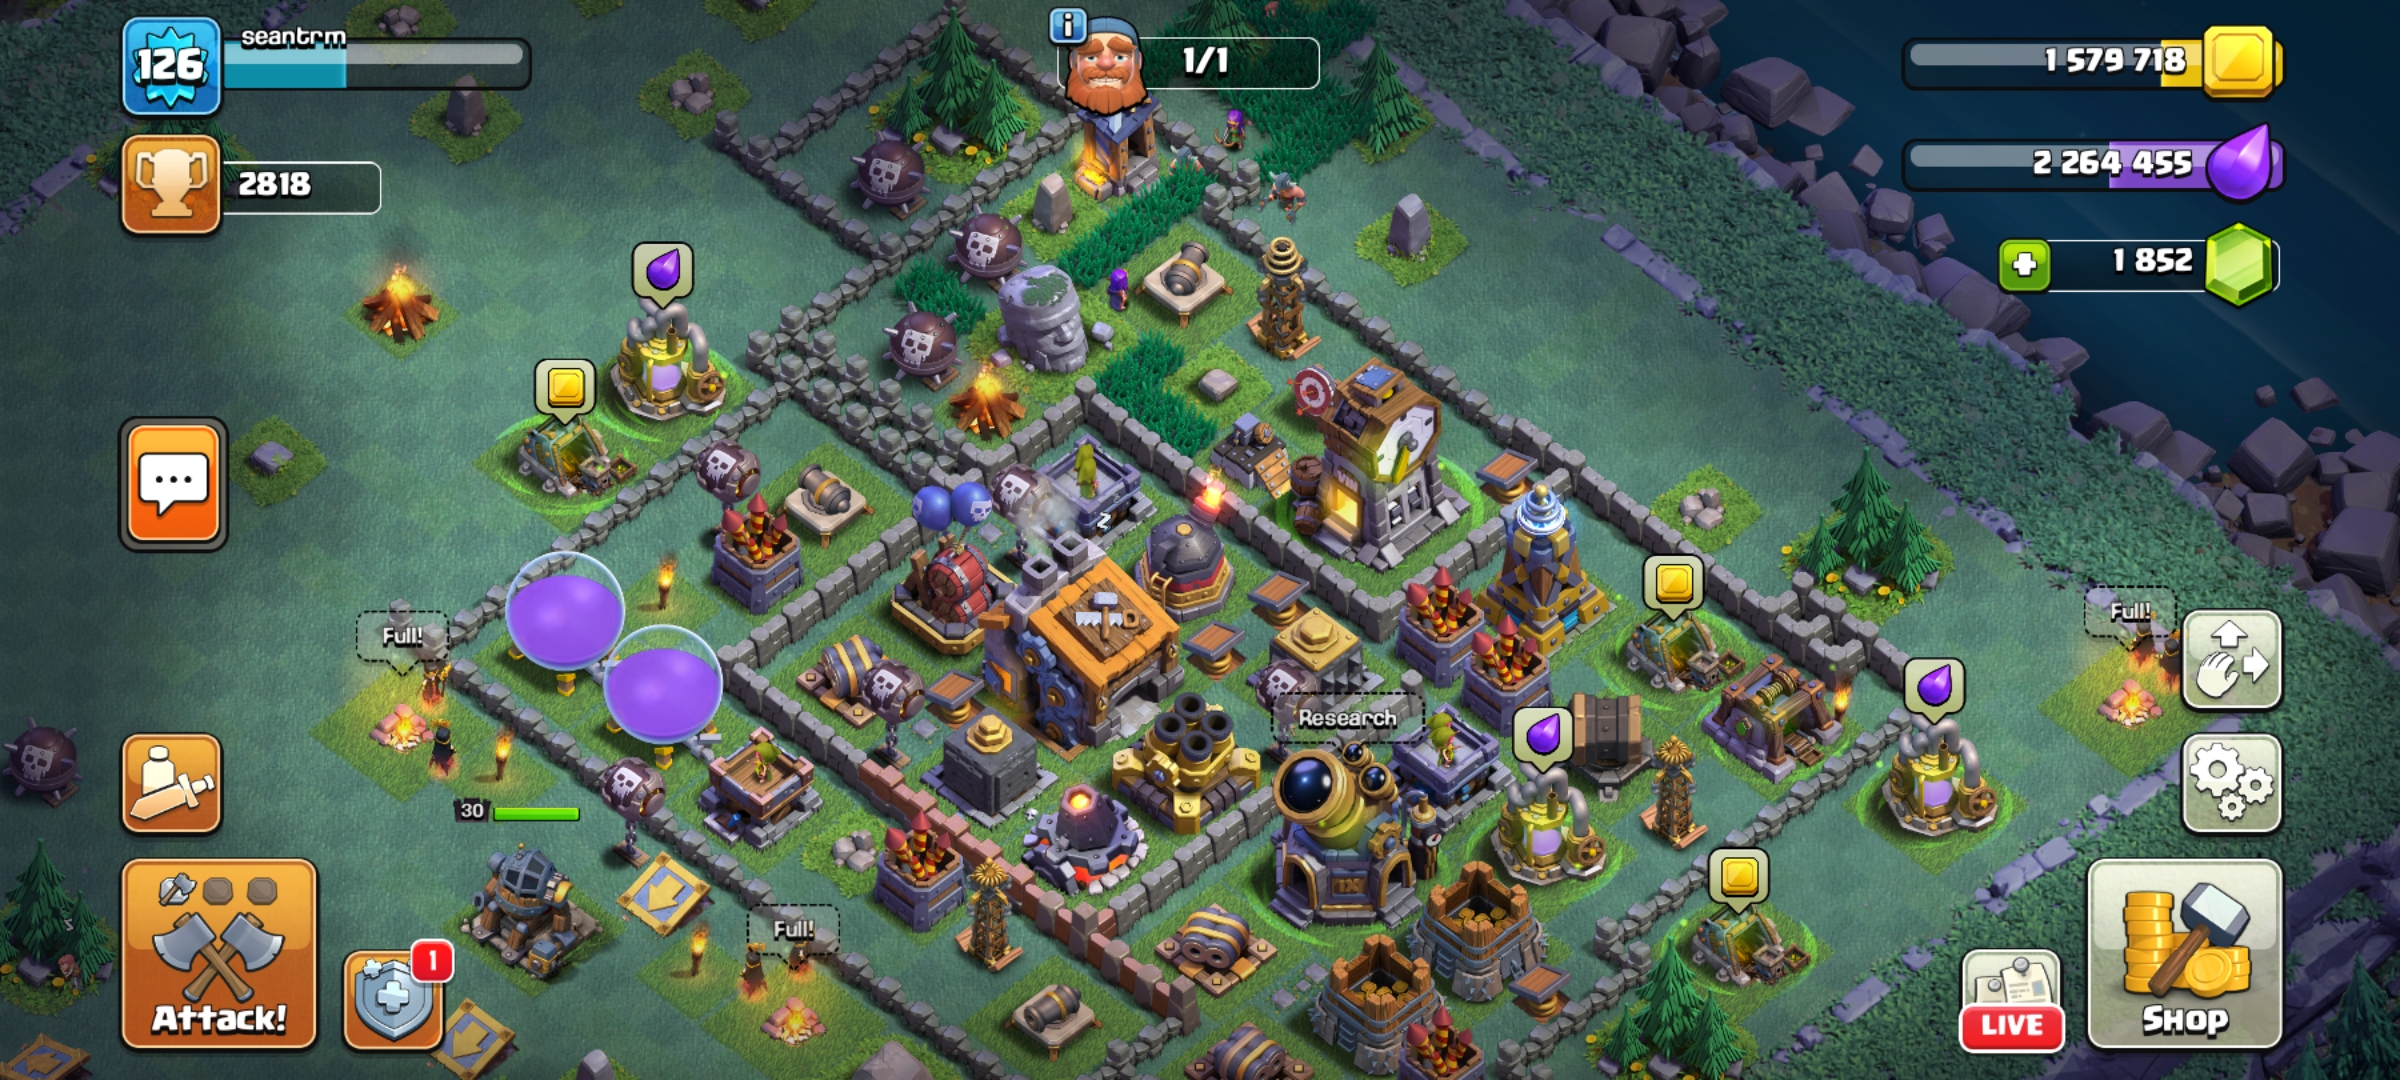 126
seantrm
1/1
1 579 718
2818
2 264 455
1 852
Full!
Full!
Research
30
Full!
1
Attack!
LIVE
Shop